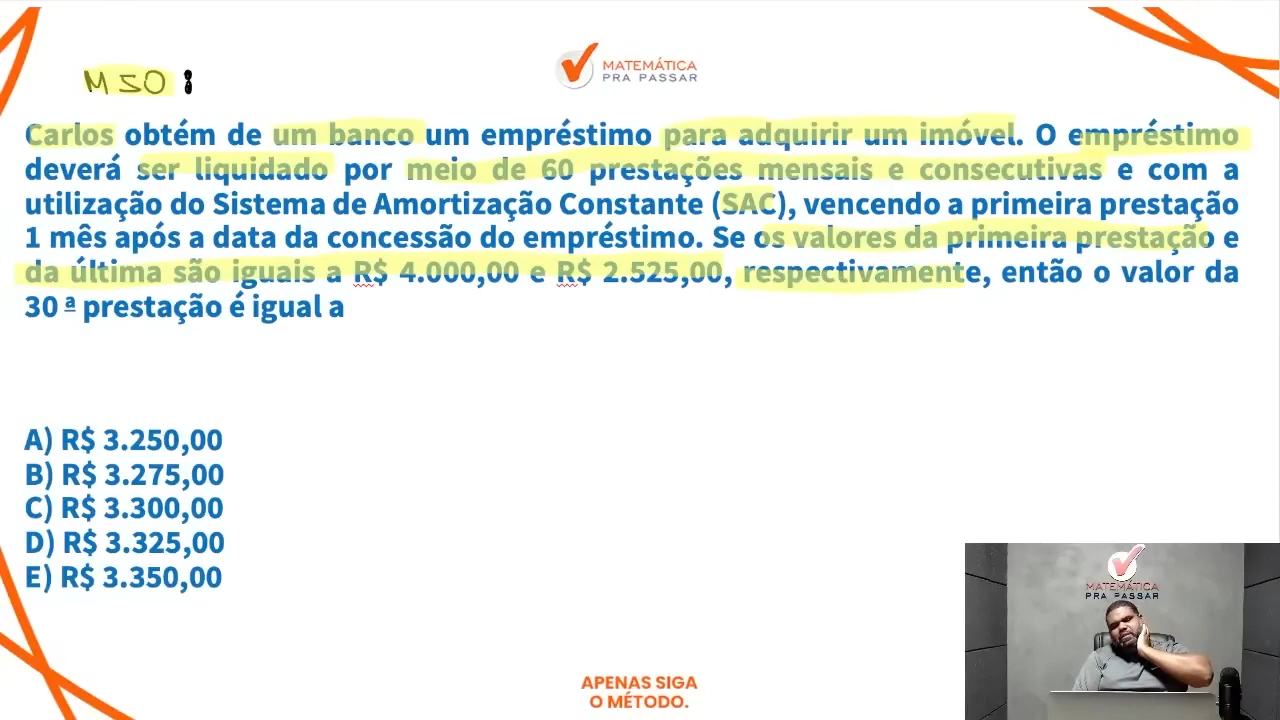 MATEMÁTICA
PRA PASSAR
M SO :
Carlos obtém de um banco um empréstimo para adquirir um imóvel. O empréstimo
deverá ser liquidado por meio de 60 prestações mensais e consecutivas e com a
utilização do Sistema de Amortização Constante (SAC), vencendo a primeira prestação
1 mês após a data da concessão do empréstimo. Se os valores da primeira prestação e
da última são iguais a R$ 4.000,00 e R$ 2.525,00, respectivamente, então o valor da
30 ª prestação é igual a
A) R$ 3.250,00
B) R$ 3.275,00
C) R$ 3.300,00
D) R$ 3.325,00
E) R$ 3.350,00
MATEMÁTICA
PRA PASSAR
APENAS SIGA
O MÉTODO.